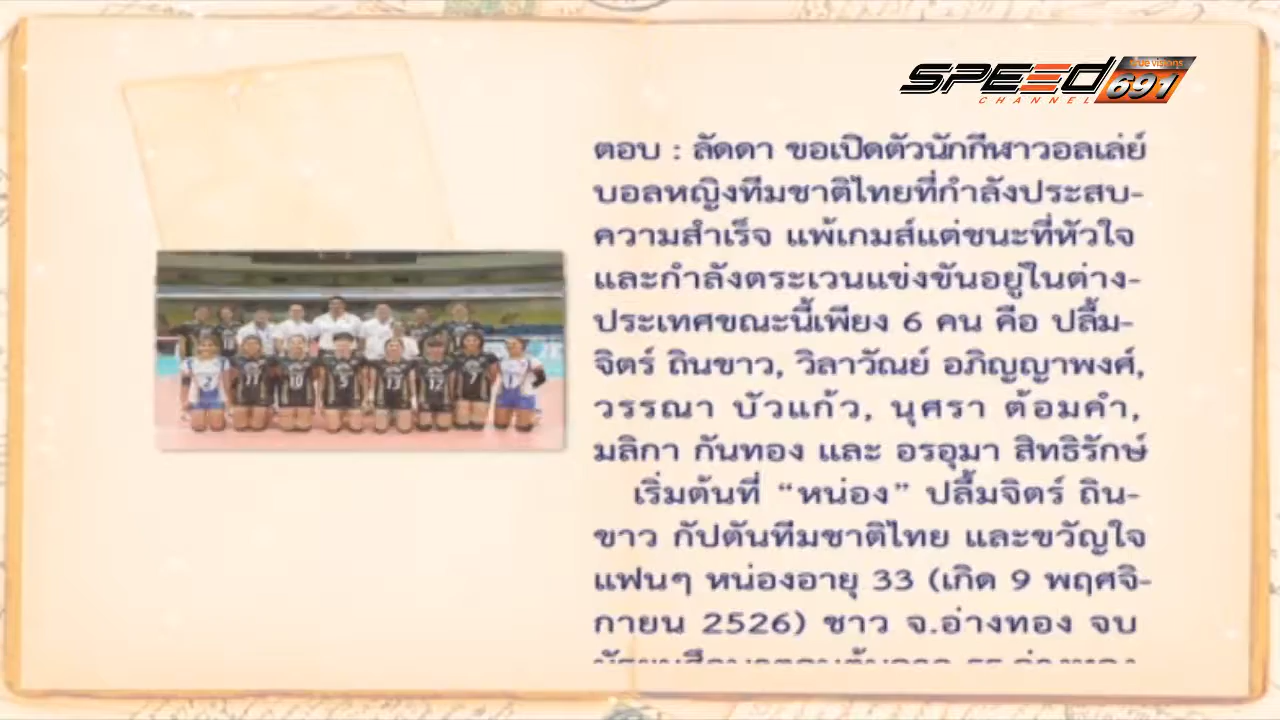 SPEED
CHANNEL
true visions
691
ตอบ : ลัดดา ขอเปิดตัวนักกีฬาวอลเล่ย์
บอลหญิงทีมชาติไทยที่กำลังประสบ-
ความสำเร็จ แพ้เกมส์แต่ชนะที่หัวใจ
และกำลังตระเวนแข่งขันอยู่ในต่าง-
ประเทศขณะนี้เพียง 6 คน คือ ปลื้ม-
จิตร์ ถินขาว, วิลาวัณย์ อภิญญาพงศ์,
วรรณา บัวแก้ว, นุศรา ต้อมคำ,
มลิกา กันทอง และ อรอุมา สิทธิรักษ์
เริ่มต้นที่ “หน่อง” ปลื้มจิตร์ ถิน-
ขาว กัปตันทีมชาติไทย และขวัญใจ
แฟนๆ หน่องอายุ 33 (เกิด 9 พฤศจิ-
กายน 2526) ชาว จ.อ่างทอง จบ